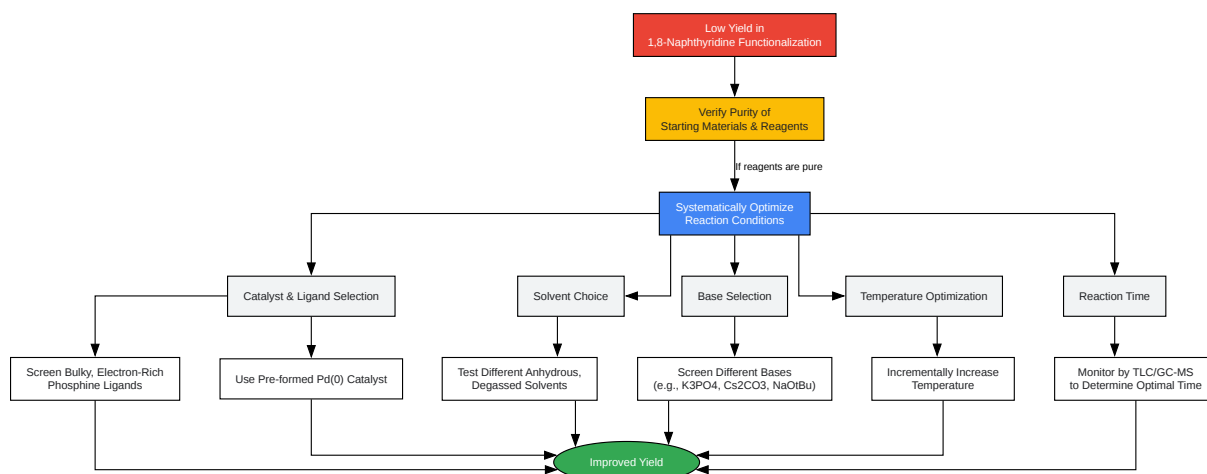 Low Yield in
1,8-Naphthyridine Functionalization
Verify Purity of
Starting Materials & Reagents
If reagents are pure
Systematically Optimize
Reaction Conditions
Catalyst & Ligand Selection
Solvent Choice
Base Selection
Temperature Optimization
Reaction Time
Screen Bulky, Electron-Rich
Phosphine Ligands
Use Pre-formed Pd(0) Catalyst
Test Different Anhydrous,
Degassed Solvents
Screen Different Bases
(e.g., K3PO4, Cs2CO3, NaOtBu)
Incrementally Increase
Temperature
Monitor by TLC/GC-MS
to Determine Optimal Time
Improved Yield